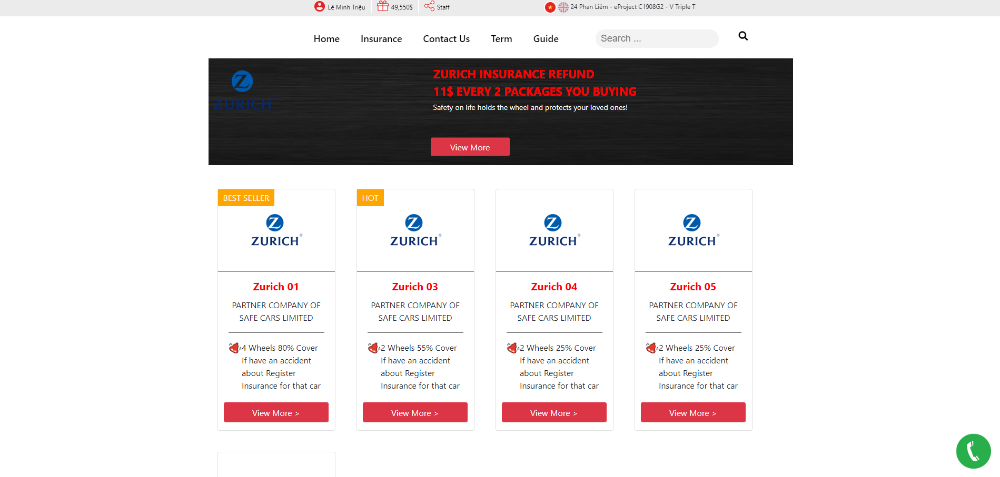 Lê Minh Triệu 49,550$ Staff 24 Phan Liêm - eProject C1908G2 - V Triple T
Home Insurance Contact Us Term Guide Search ...
ZURICH
ZURICH INSURANCE REFUND
11$ EVERY 2 PACKAGES YOU BUYING
Safety on life holds the wheel and protects your loved ones!
View More
BEST SELLER
ZURICH®
Zurich 01
PARTNER COMPANY OF
SAFE CARS LIMITED
4 Wheels 80% Cover
If have an accident
about Register
Insurance for that car
View More >
HOT
ZURICH®
Zurich 03
PARTNER COMPANY OF
SAFE CARS LIMITED
2 Wheels 55% Cover
If have an accident
about Register
Insurance for that car
View More >
ZURICH®
Zurich 04
PARTNER COMPANY OF
SAFE CARS LIMITED
2 Wheels 25% Cover
If have an accident
about Register
Insurance for that car
View More >
ZURICH®
Zurich 05
PARTNER COMPANY OF
SAFE CARS LIMITED
2 Wheels 25% Cover
If have an accident
about Register
Insurance for that car
View More >